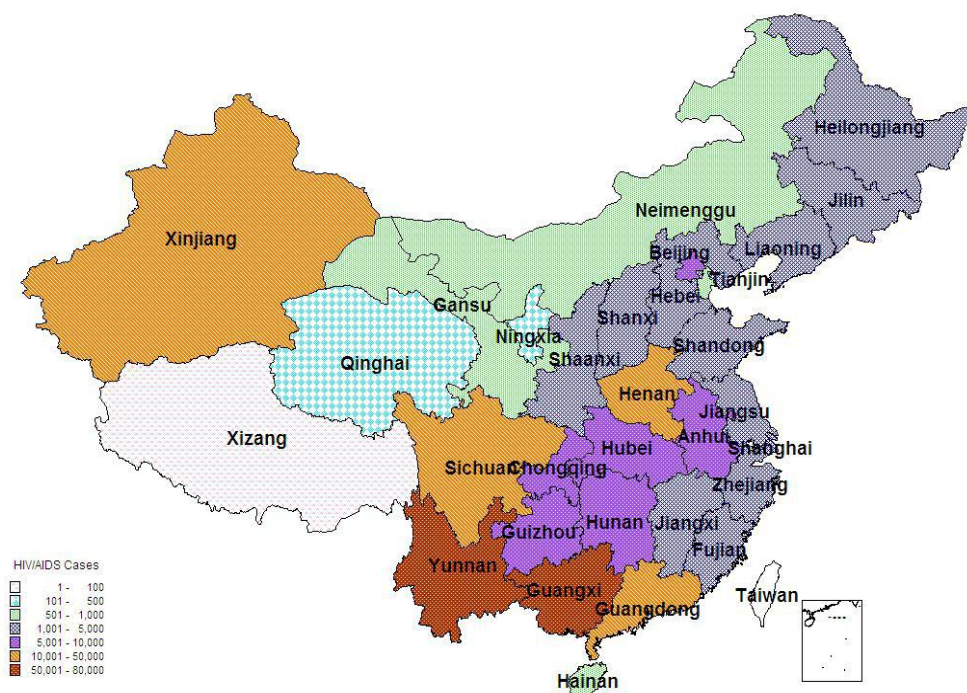 Heilongjiang
Jilin
Neimenggu
Xinjiang
Liaoning
Beijing
Tianjin
Hebei
Gansu
Shanxi
Ningxia
Shandong
Shaanxi
Qinghai
Henan
Jiangsu
Xizang
Anhui
Hubei
Shanghai
Sichuan
Chongqing
Zhejiang
Guizhou
Hunan
Jiangxi
Fujian
Yunnan
Guangxi
Taiwan
Guangdong
Hainan
HIV/AIDS Cases
1 - 100
101 - 500
501 - 1,000
1,001 - 5,000
5,001 - 10,000
10,001 - 50,000
50,001 - 80,000